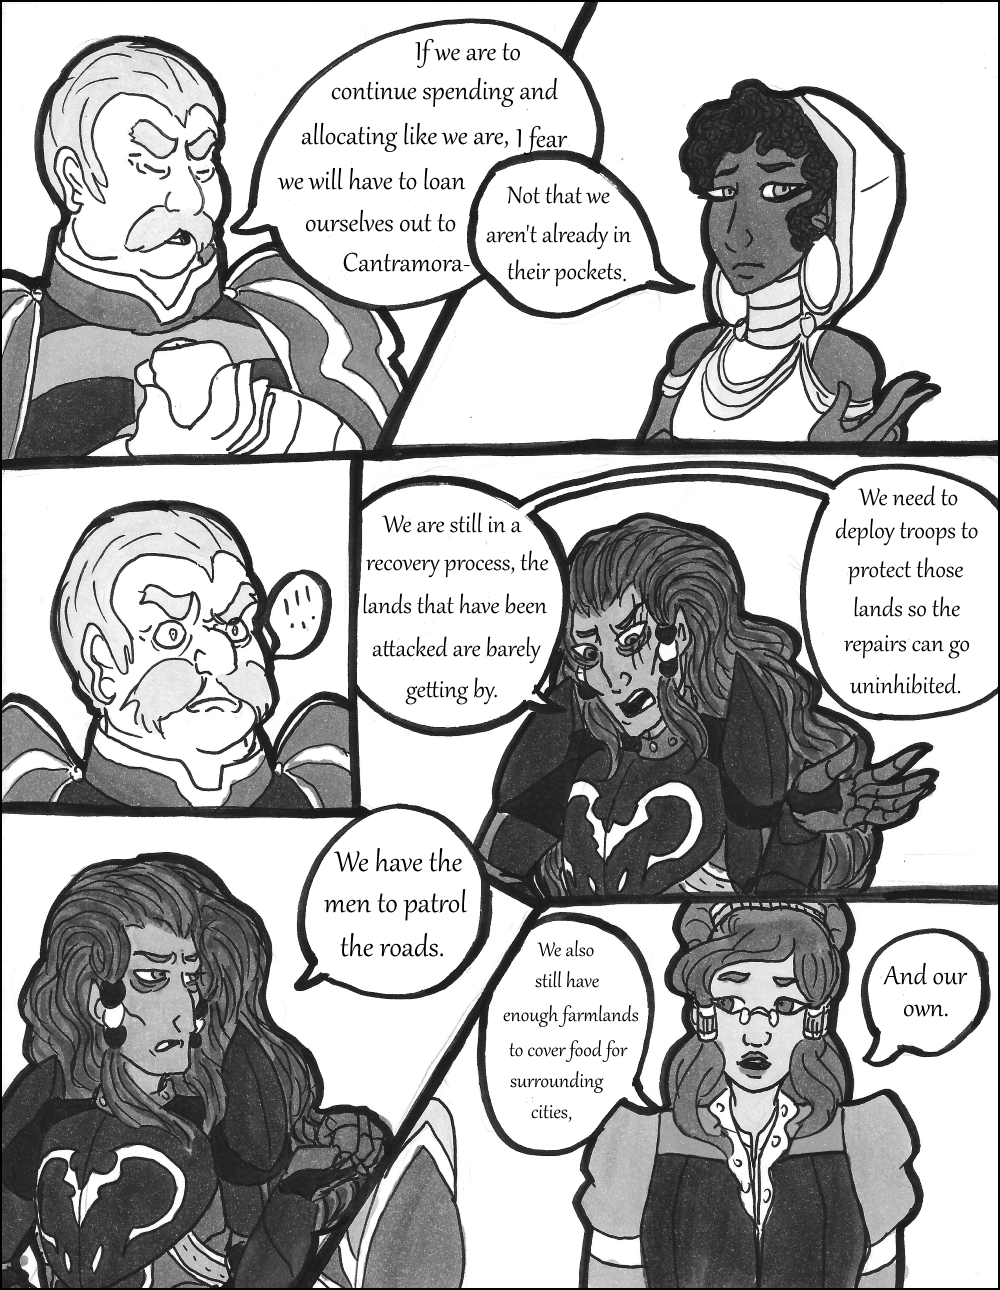 If we are to
continue spending and
allocating like we are, I fear
we will have to loan
ourselves out to
Cantramora-
Not that we
aren't already in
their pockets.
We are still in a
recovery process, the
lands that have been
attacked are barely
getting by.
We need to
deploy troops to
protect those
lands so the
repairs can go
uninhibited.
We have the
men to patrol
the roads.
We also
still have
enough farmlands
to cover food for
surrounding
cities,
And our
own.